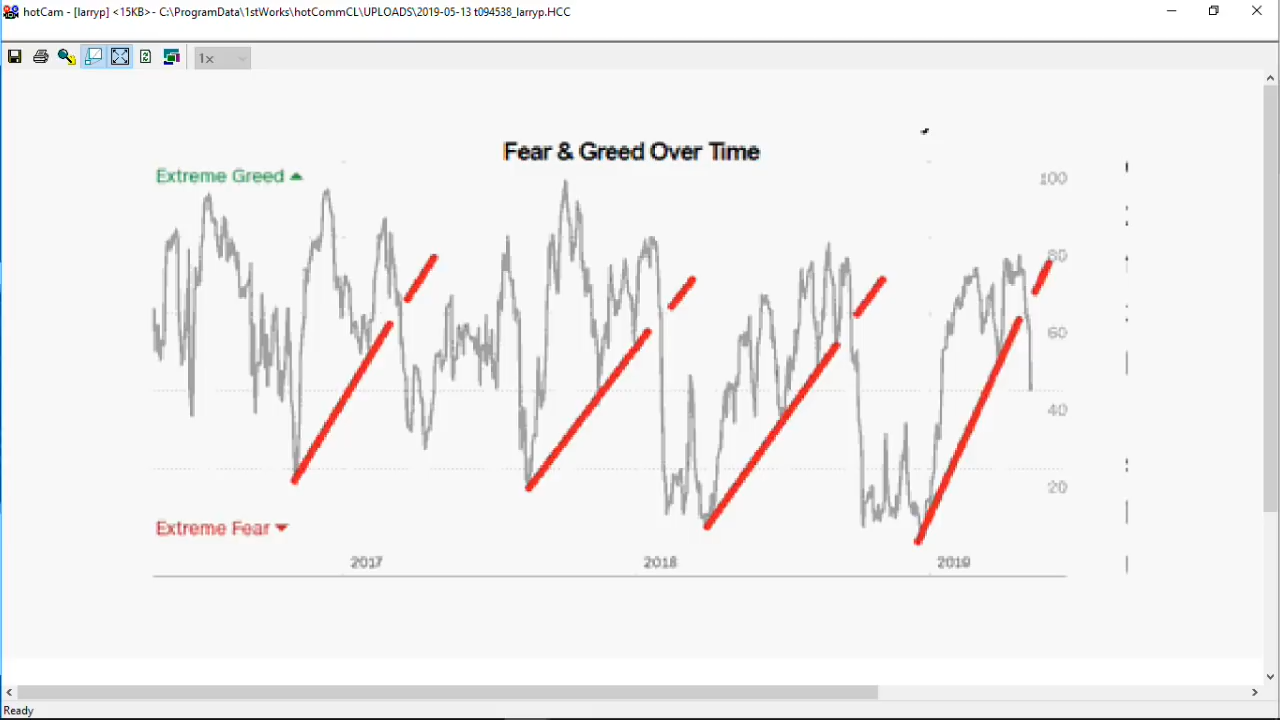 hotCam - [larryp] <15KB> - C:\ProgramData\1stWorks\hotCommCL\UPLOADS\2019-05-13 t094538_larryp.HCC
1x
Fear & Greed Over Time
Extreme Greed ▲
100
80
60
40
20
Extreme Fear ▼
2017 2018 2019
Ready